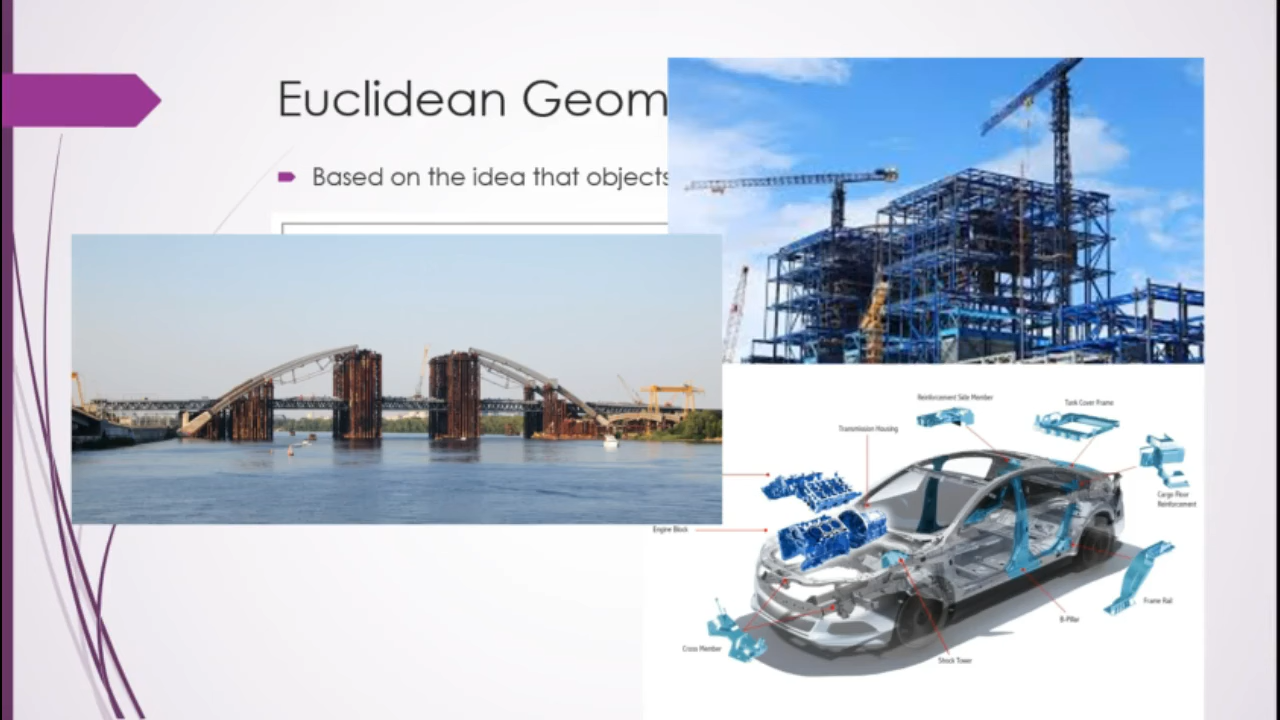 Euclidean Geom
Based on the idea that objects
Reinforcement Side Member
Tank Cover Frame
Transmission Housing
Cargo Floor
Reinforcement
Engine Block
Frame Rail
B-Pillar
Cross Member
Shock Tower